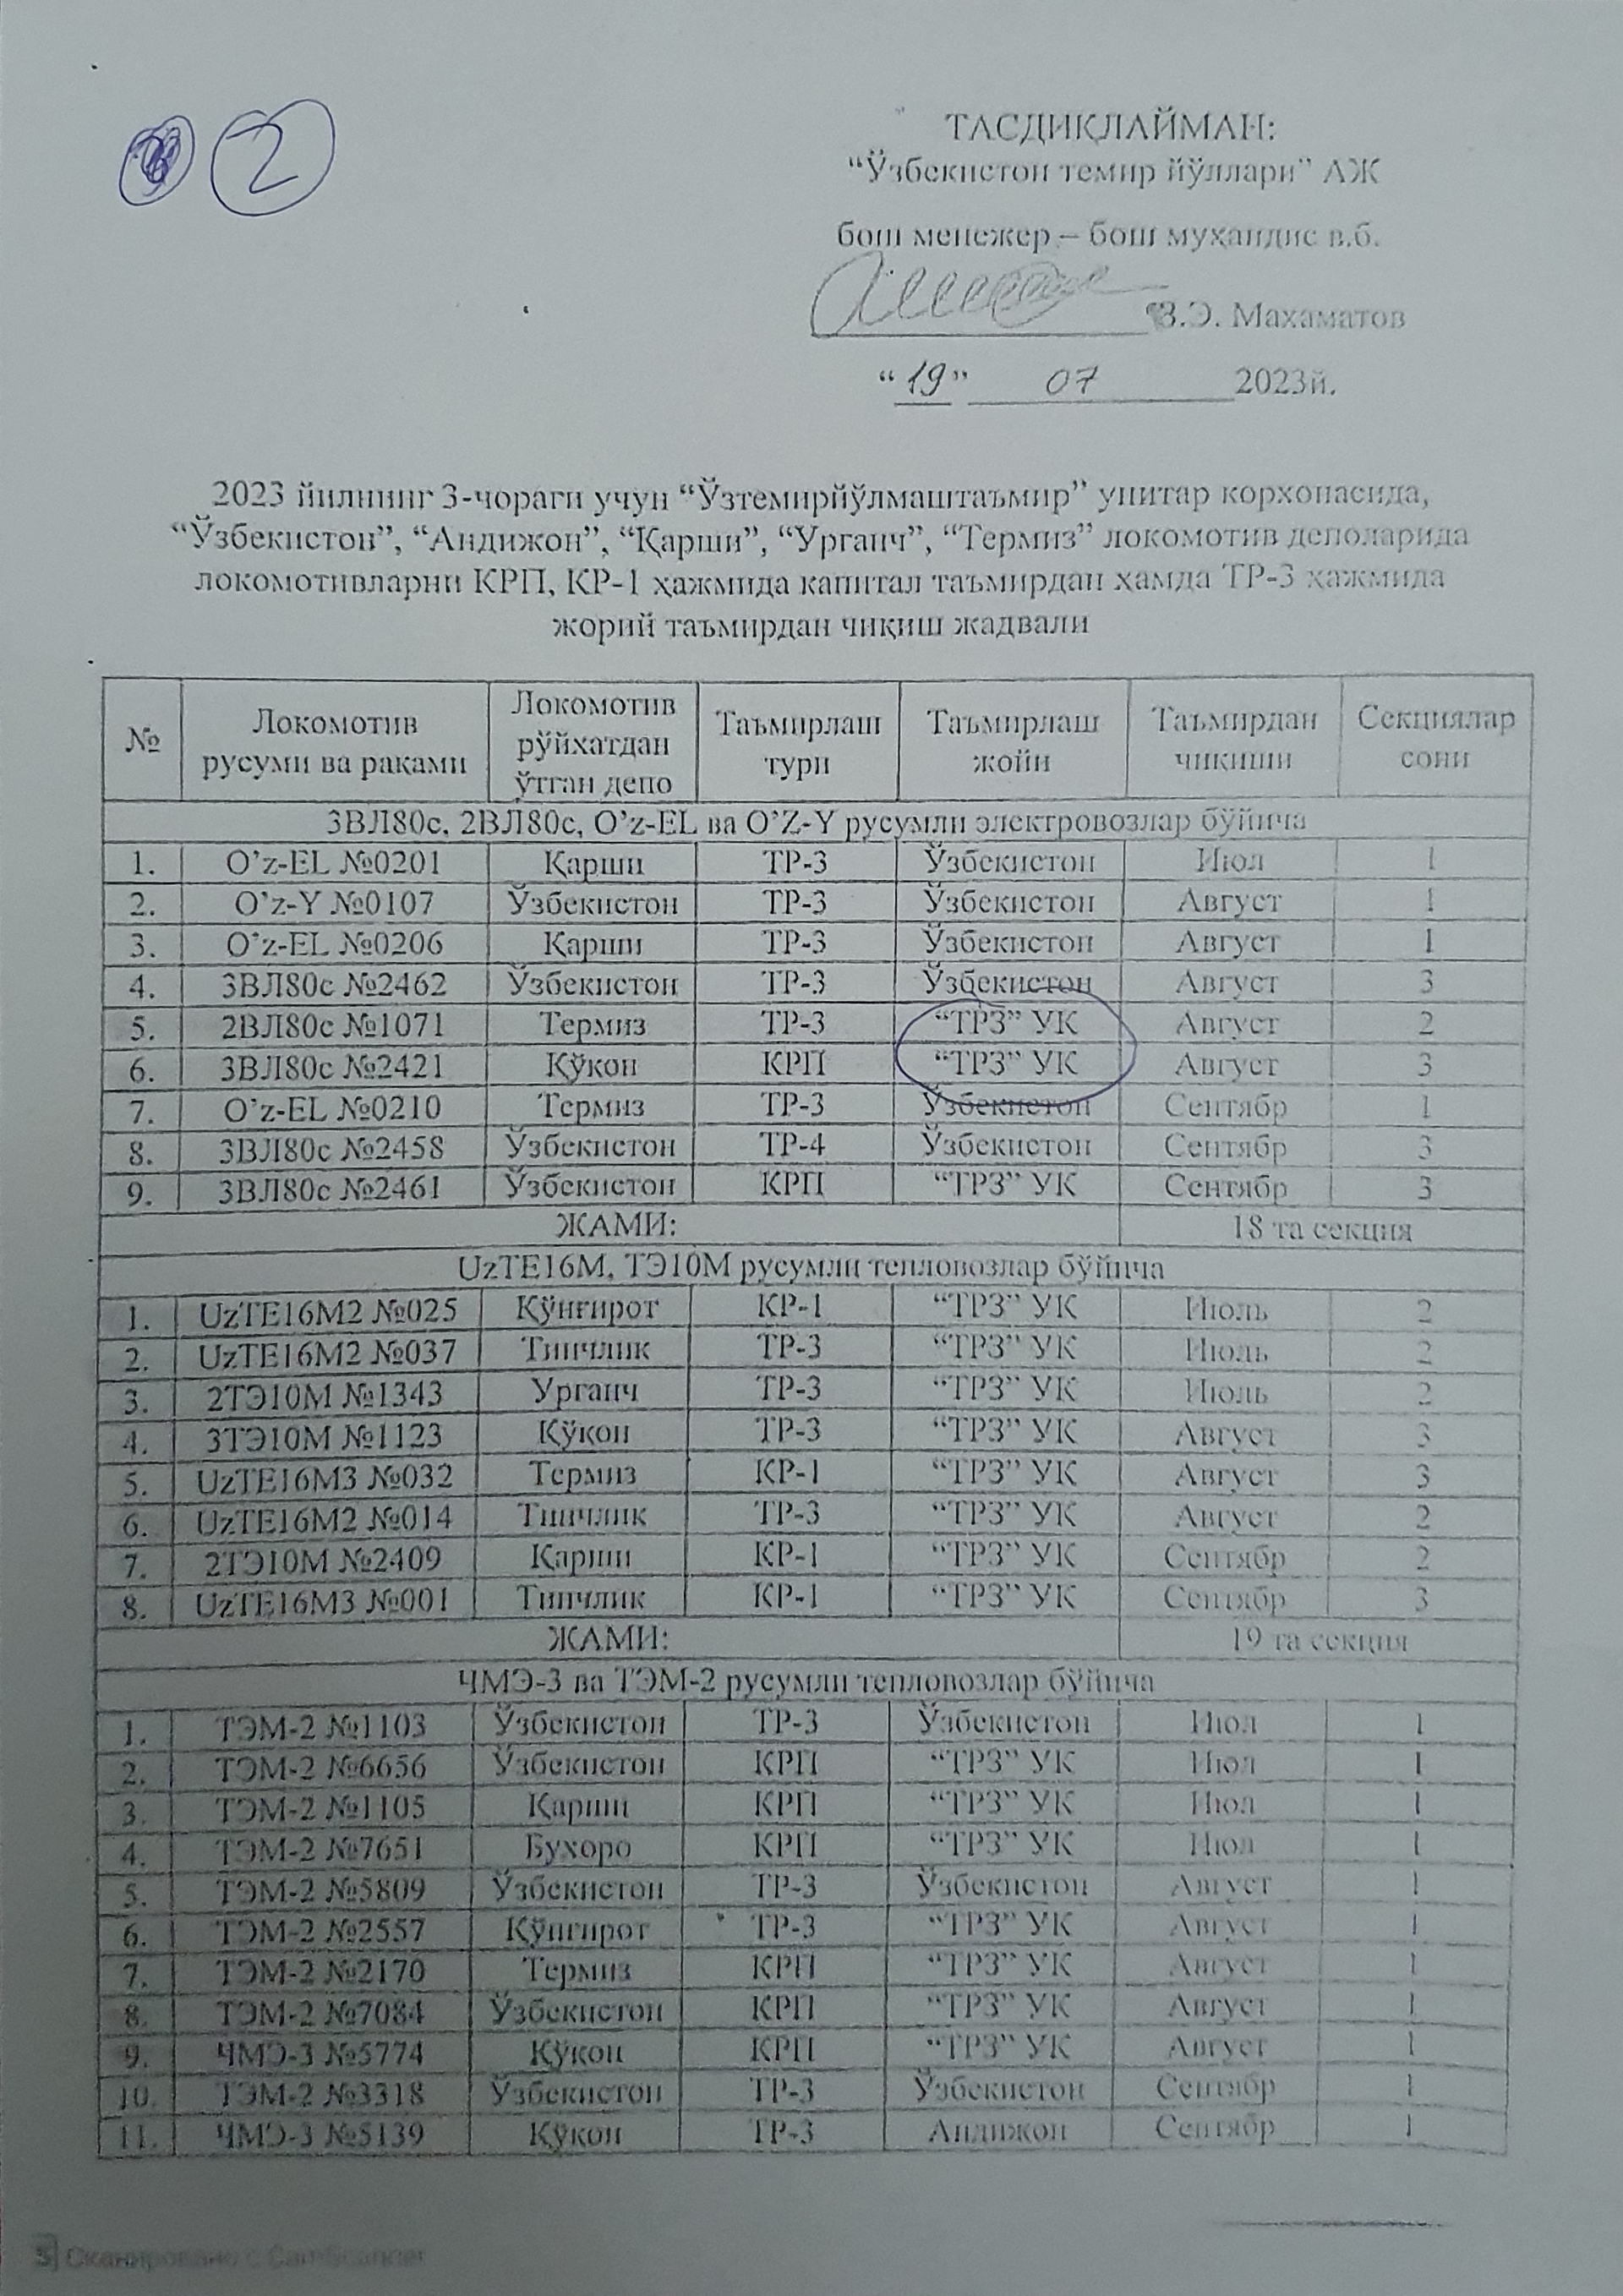 2
ТАСДИҚЛАЙМАН:
“Ўзбекистон темир йўллари” АЖ
бош менежер – бош муҳандис в.б.
З.Э. Махаматов
“19” 07 2023й.
2023 йилнинг 3-чораги учун “Ўзтемирйўлмаштаъмир” унитар корхонасида,
“Ўзбекистон”, “Андижон”, “Қарши”, “Урганч”, “Термиз” локомотив деполарида
локомотивларни КРП, КР-1 ҳажмида капитал таъмирдан ҳамда ТР-3 ҳажмида
жорий таъмирдан чиқиш жадвали
№ Локомотив русуми ва рақами Локомотив рўйхатдан ўтган депо Таъмирлаш тури Таъмирлаш жойи Таъмирдан чиқиши Секциялар сони
3ВЛ80с, 2ВЛ80с, O’z-EL ва O’Z-Y русумли электровозлар бўйича
1. O’z-EL №0201 Қарши ТР-3 Ўзбекистон Июл 1
2. O’z-Y №0107 Ўзбекистон ТР-3 Ўзбекистон Август 1
3. O’z-EL №0206 Қарши ТР-3 Ўзбекистон Август 1
4. 3ВЛ80с №2462 Ўзбекистон ТР-3 Ўзбекистон Август 3
5. 2ВЛ80с №1071 Термиз ТР-3 “ТРЗ” УК Август 2
6. 3ВЛ80с №2421 Қўқон КРП “ТРЗ” УК Август 3
7. O’z-EL №0210 Термиз ТР-3 Ўзбекистон Сентябр 1
8. 3ВЛ80с №2458 Ўзбекистон ТР-4 Ўзбекистон Сентябр 3
9. 3ВЛ80с №2461 Ўзбекистон КРП “ТРЗ” УК Сентябр 3
ЖАМИ: 18 та секция
UzTE16M, ТЭ10М русумли тепловозлар бўйича
1. UzTE16M2 №025 Қўнғирот КР-1 “ТРЗ” УК Июль 2
2. UzTE16M2 №037 Тинчлик ТР-3 “ТРЗ” УК Июль 2
3. 2ТЭ10М №1343 Урганч ТР-3 “ТРЗ” УК Июль 2
4. 3ТЭ10М №1123 Қўқон ТР-3 “ТРЗ” УК Август 3
5. UzTE16M3 №032 Термиз КР-1 “ТРЗ” УК Август 3
6. UzTE16M2 №014 Тинчлик ТР-3 “ТРЗ” УК Август 2
7. 2ТЭ10М №2409 Қарши КР-1 “ТРЗ” УК Сентябр 2
8. UzTE16M3 №001 Тинчлик КР-1 “ТРЗ” УК Сентябр 3
ЖАМИ: 19 та секция
ЧМЭ-3 ва ТЭМ-2 русумли тепловозлар бўйича
1. ТЭМ-2 №1103 Ўзбекистон ТР-3 Ўзбекистон Июл 1
2. ТЭМ-2 №6656 Ўзбекистон КРП “ТРЗ” УК Июл 1
3. ТЭМ-2 №1105 Қарши КРП “ТРЗ” УК Июл 1
4. ТЭМ-2 №7651 Бухоро КРП “ТРЗ” УК Июл 1
5. ТЭМ-2 №5809 Ўзбекистон ТР-3 Ўзбекистон Август 1
6. ТЭМ-2 №2557 Қўнғирот ТР-3 “ТРЗ” УК Август 1
7. ТЭМ-2 №2170 Термиз КРП “ТРЗ” УК Август 1
8. ТЭМ-2 №7084 Ўзбекистон КРП “ТРЗ” УК Август 1
9. ЧМЭ-3 №5774 Қўқон КРП “ТРЗ” УК Август 1
10. ТЭМ-2 №3318 Ўзбекистон ТР-3 Ўзбекистон Сентябр 1
11. ЧМЭ-3 №5139 Қўқон ТР-3 Андижон Сентябр 1
Сканировано с CamScanner